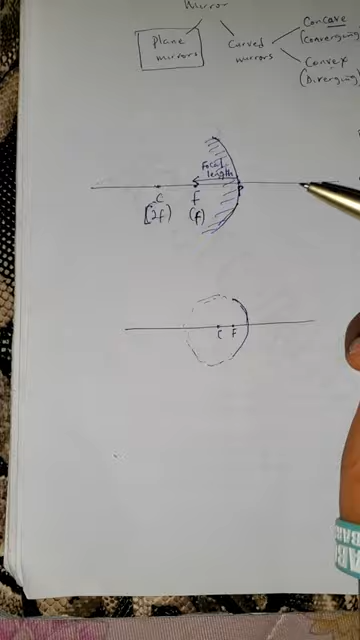 Mirror
Plane
mirrors
Curved
mirrors
Concave
(Converging)
Convex
(Diverging)
Focal
length
C
F
[2f)
(f)
C F